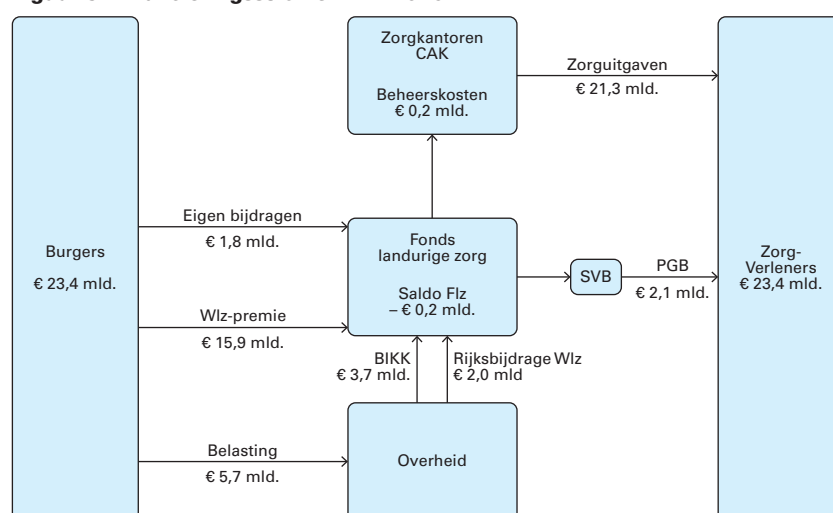 Zorgkantoren
CAK
Beheerskosten
€ 0,2 mld.
Zorguitgaven
€ 21,3 mld.
Burgers
€ 23,4 mld.
Eigen bijdragen
€ 1,8 mld.
Wlz-premie
€ 15,9 mld.
Fonds
landurige zorg
Saldo Flz
– € 0,2 mld.
SVB
PGB
€ 2,1 mld.
Zorg-
Verleners
€ 23,4 mld.
BIKK
€ 3,7 mld.
Rijksbijdrage Wlz
€ 2,0 mld
Belasting
€ 5,7 mld.
Overheid